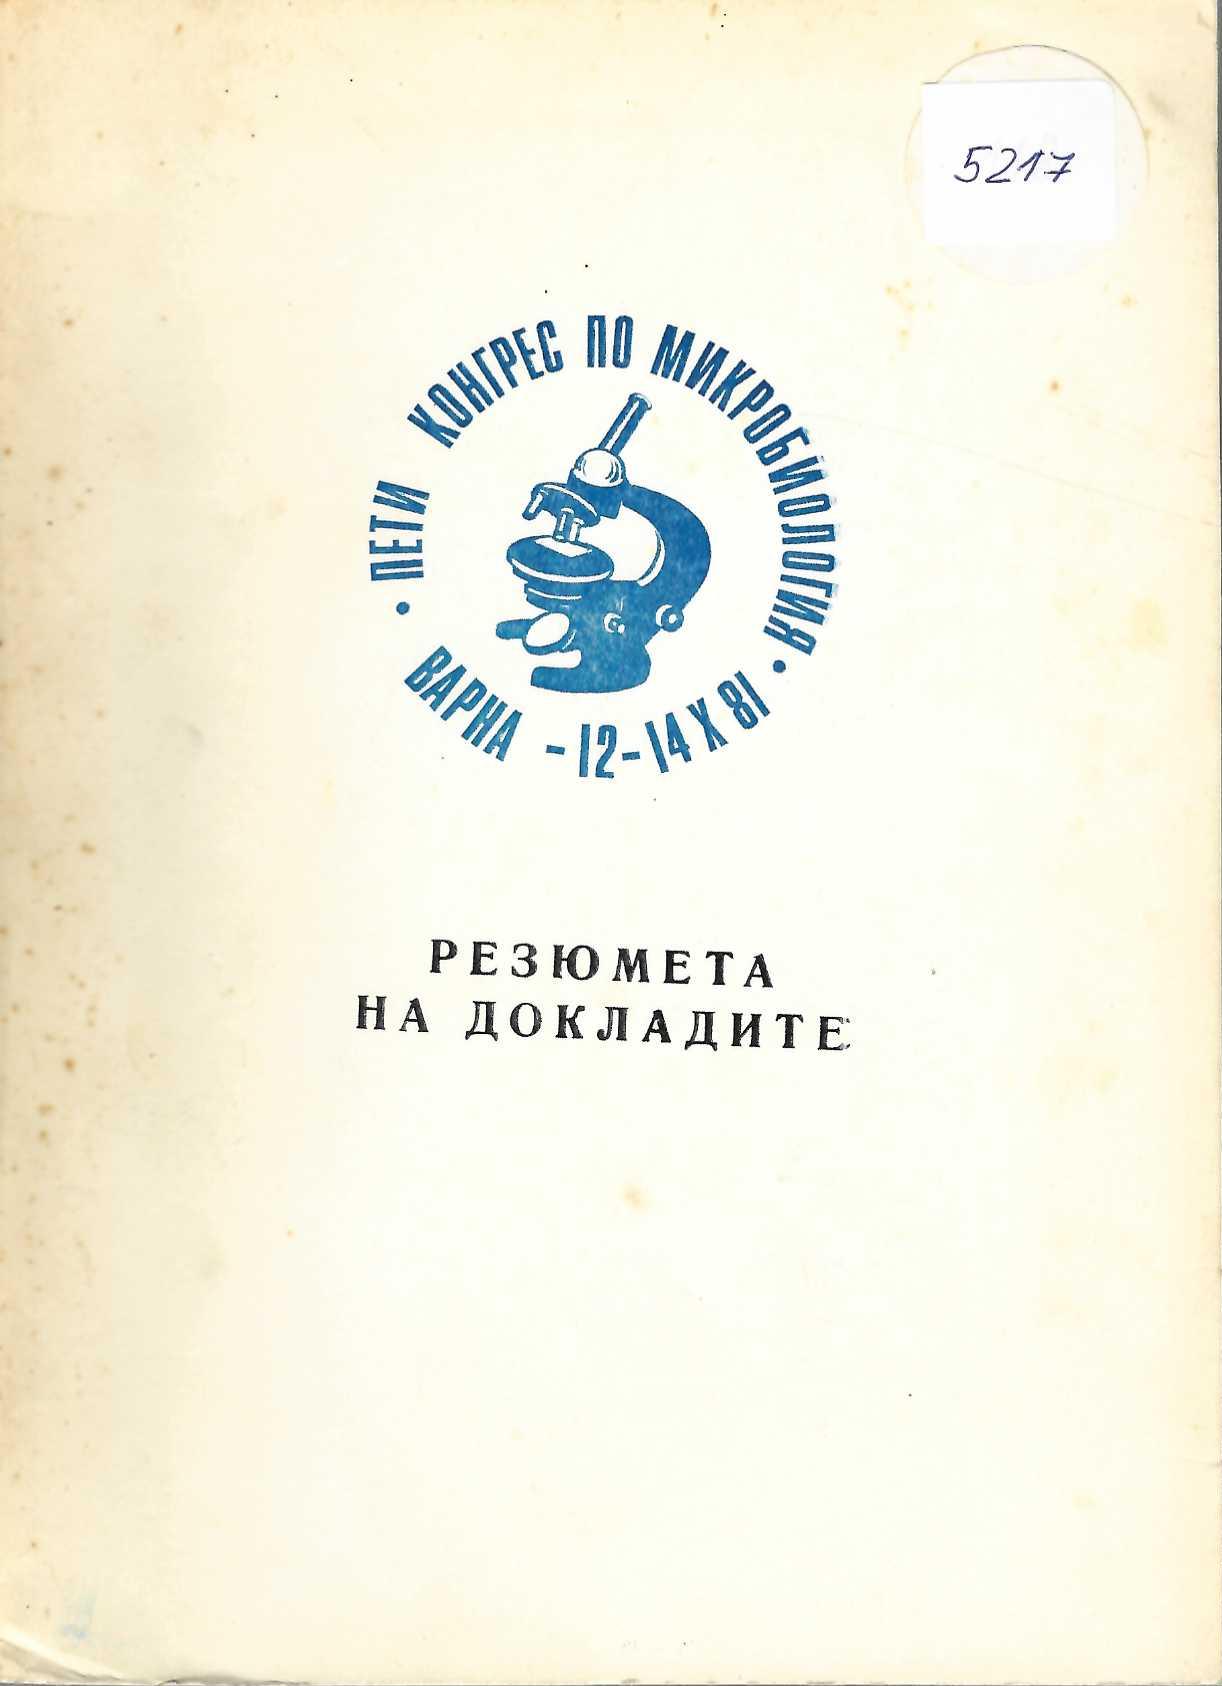 5217
• ПЕТИ КОНГРЕС ПО МИКРОБИОЛОГИЯ •
ВАРНА - 12-14 X 81
РЕЗЮМЕТА
НА ДОКЛАДИТЕ